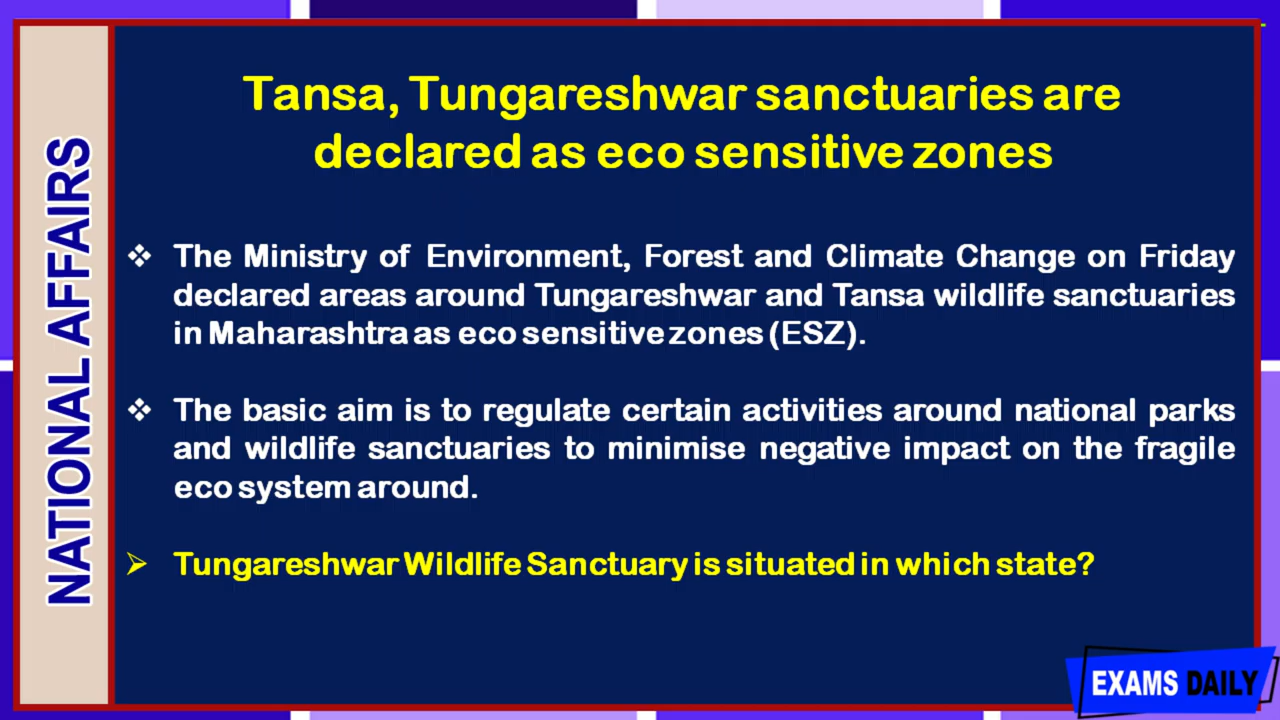 NATIONAL AFFAIRS
Tansa, Tungareshwar sanctuaries are
declared as eco sensitive zones
❖ The Ministry of Environment, Forest and Climate Change on Friday
declared areas around Tungareshwar and Tansa wildlife sanctuaries
in Maharashtra as eco sensitive zones (ESZ).
❖ The basic aim is to regulate certain activities around national parks
and wildlife sanctuaries to minimise negative impact on the fragile
eco system around.
➢ Tungareshwar Wildlife Sanctuary is situated in which state?
EXAMS DAILY